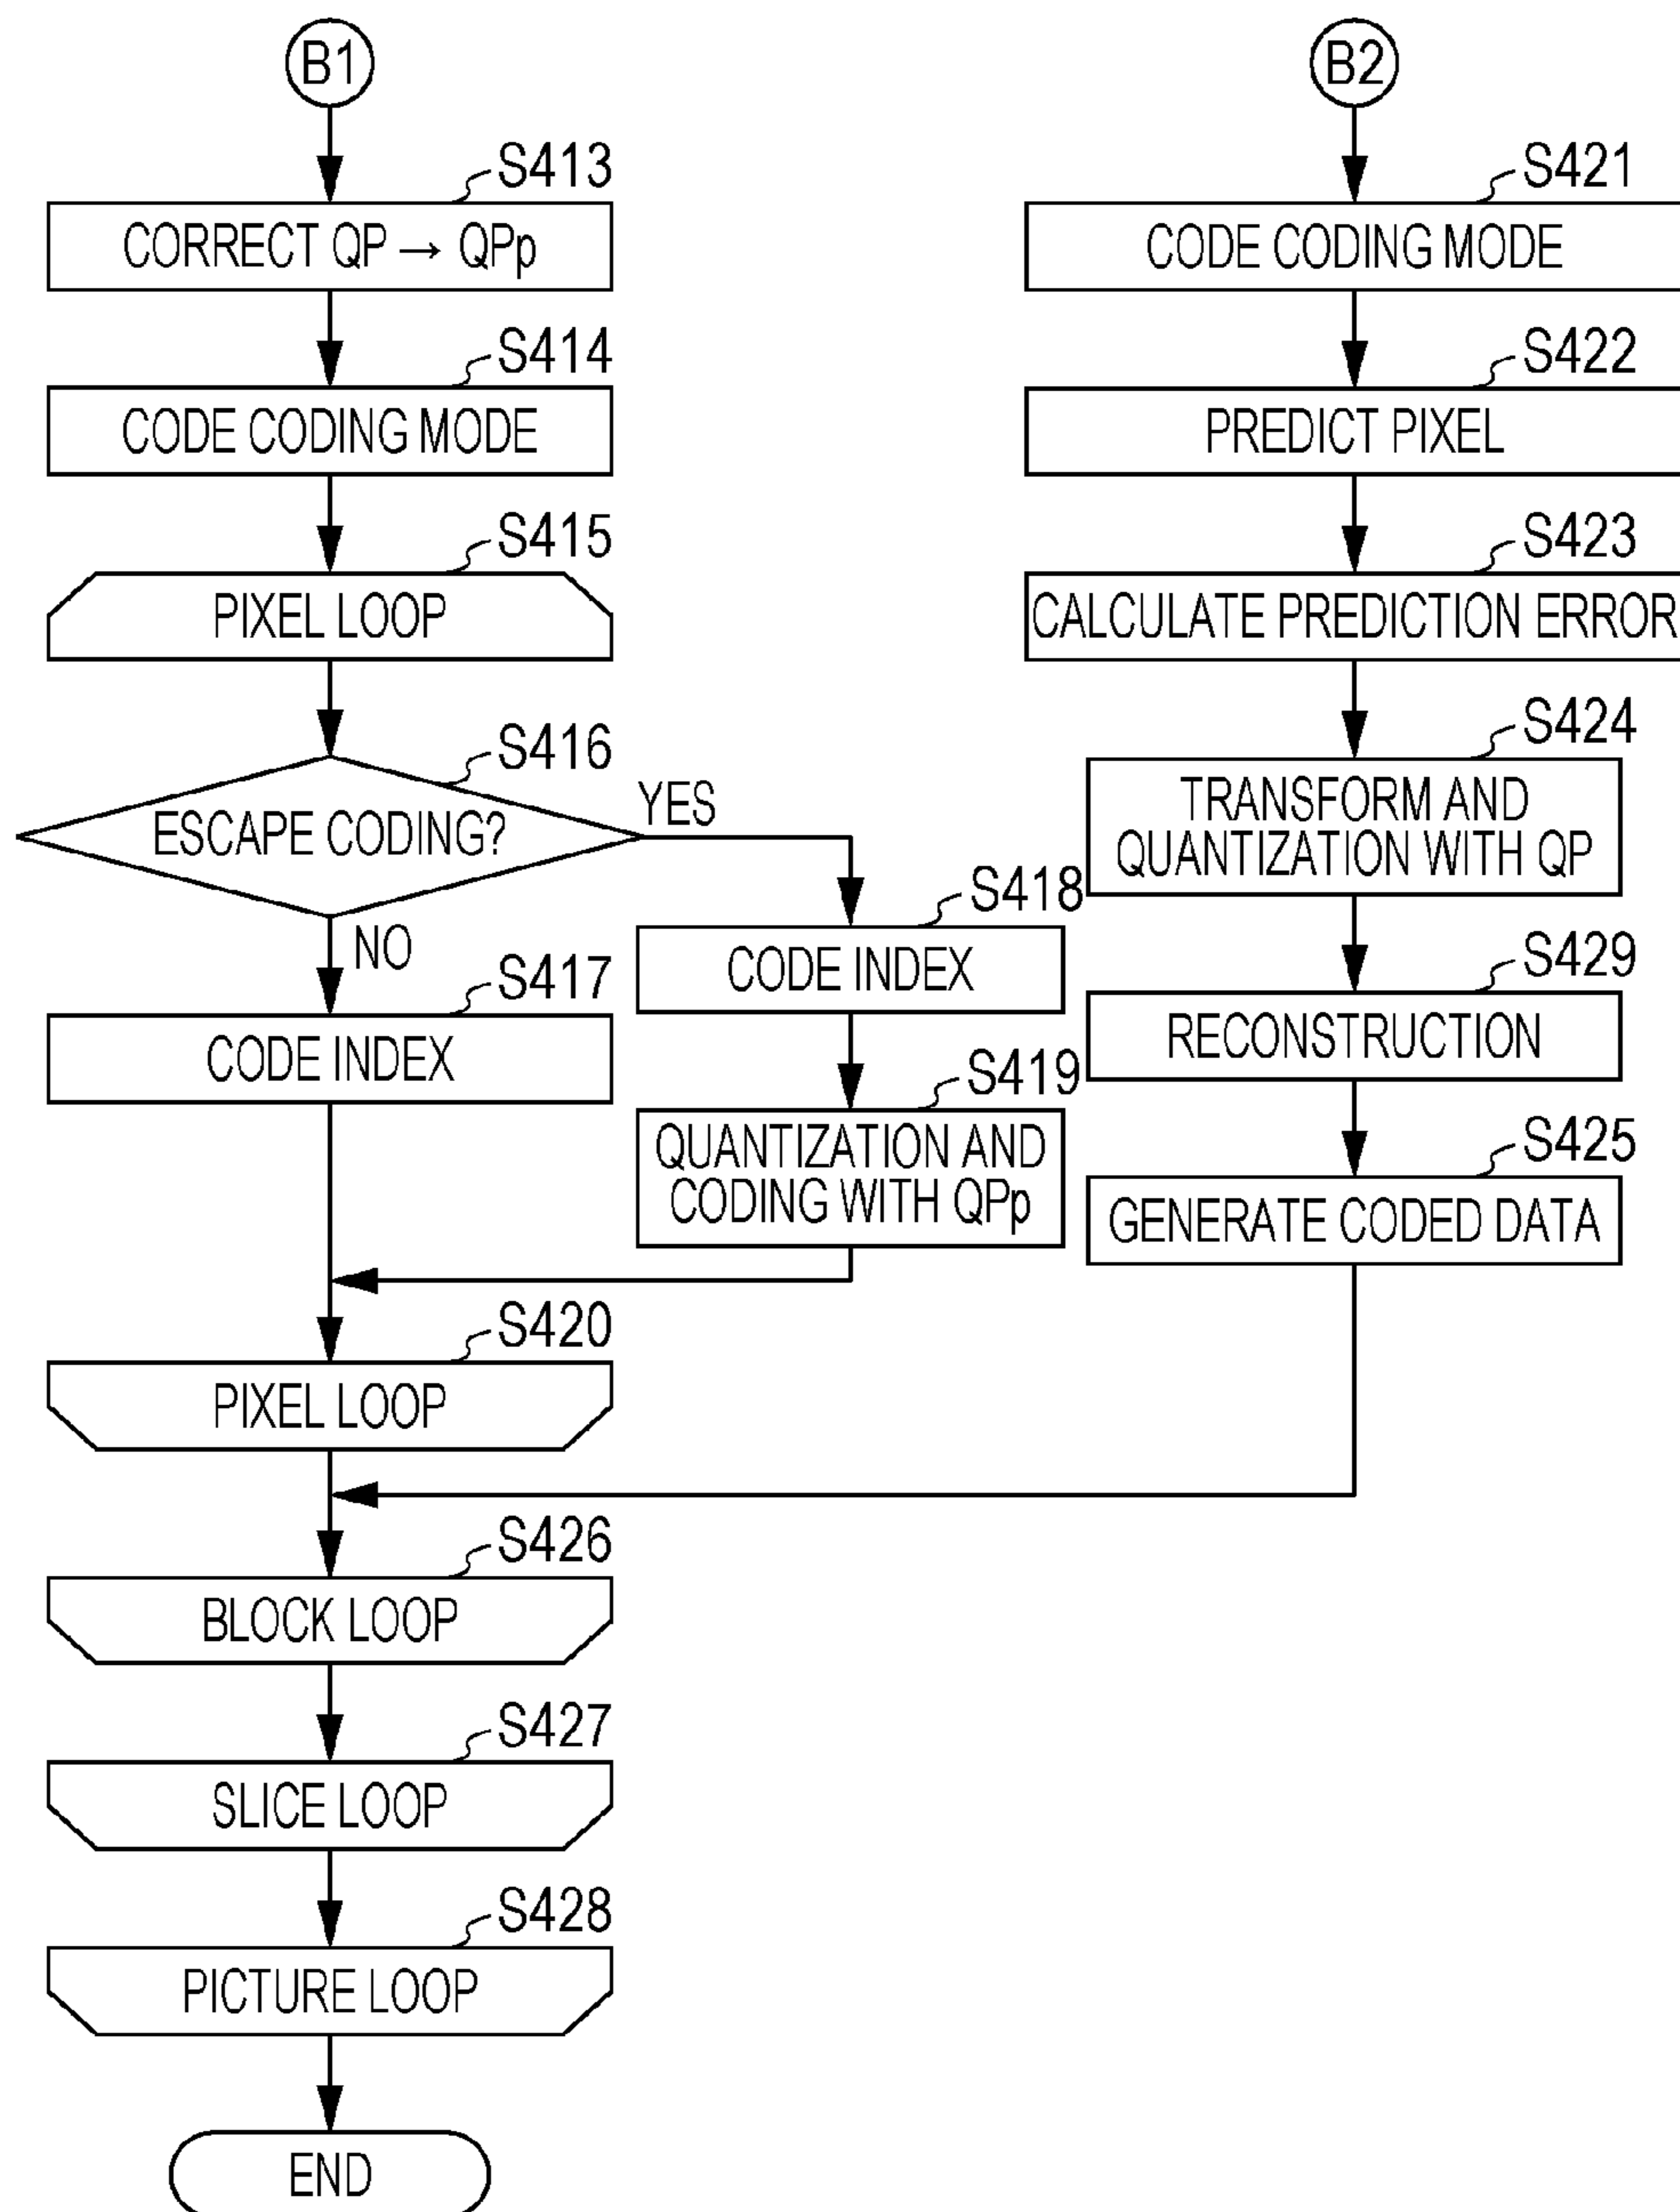 B1
S413
CORRECT QP → QPp
S414
CODE CODING MODE
S415
PIXEL LOOP
S416
ESCAPE CODING?
YES
NO
S417
CODE INDEX
S418
CODE INDEX
S419
QUANTIZATION AND
CODING WITH QPp
S420
PIXEL LOOP
B2
S421
CODE CODING MODE
S422
PREDICT PIXEL
S423
CALCULATE PREDICTION ERROR
S424
TRANSFORM AND
QUANTIZATION WITH QP
S429
RECONSTRUCTION
S425
GENERATE CODED DATA
S426
BLOCK LOOP
S427
SLICE LOOP
S428
PICTURE LOOP
END